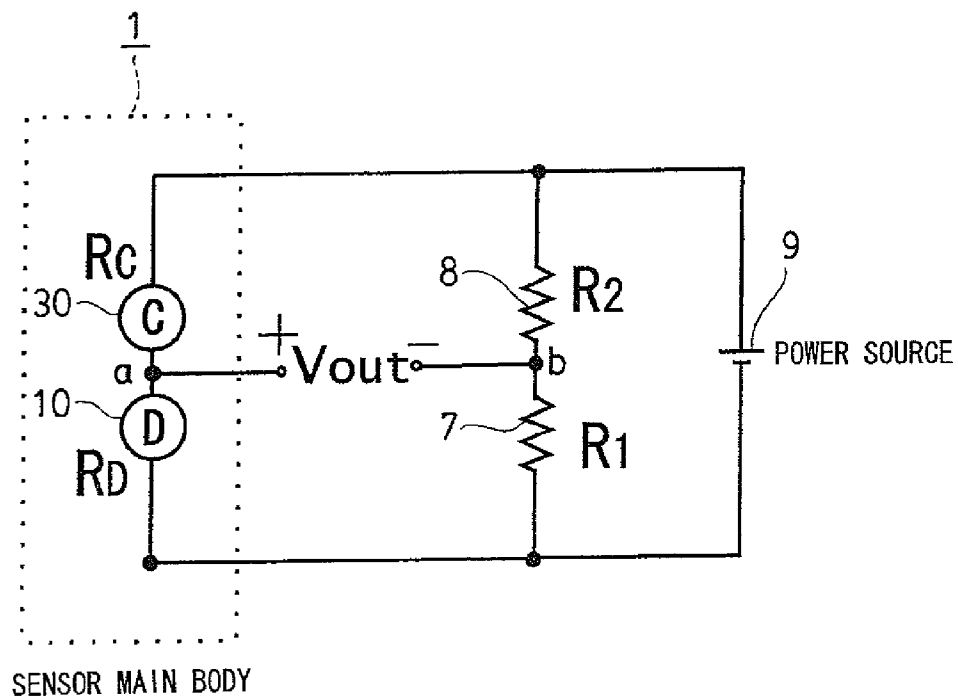 1
RC
30
C
a
10
D
RD
+
Vout
-
8
R2
b
7
R1
9
POWER SOURCE
SENSOR MAIN BODY